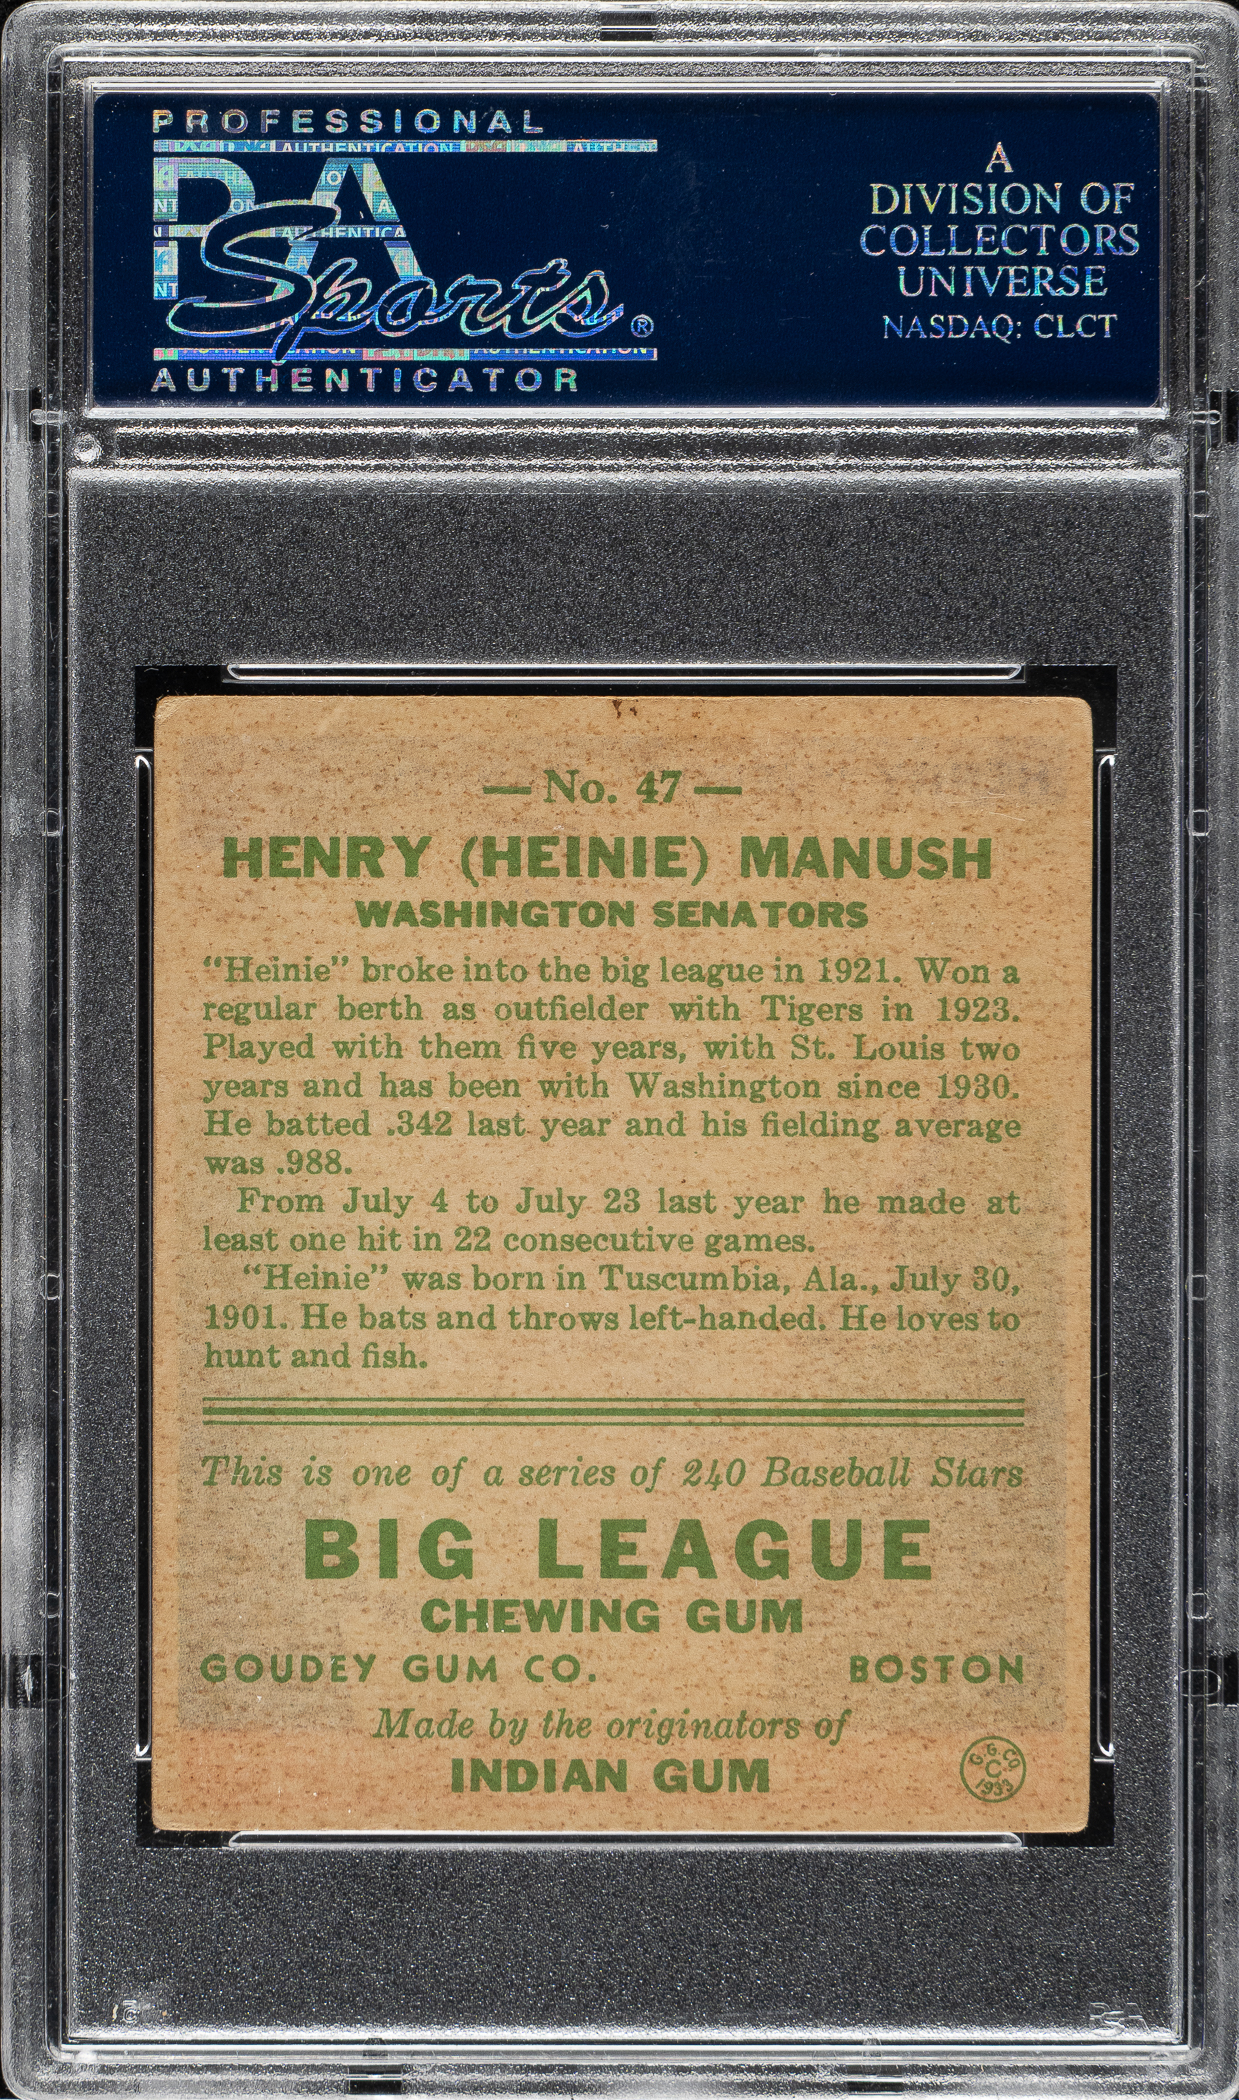 PROFESSIONAL
PSA
Sports®
AUTHENTICATOR
A
DIVISION OF
COLLECTORS
UNIVERSE
NASDAQ: CLCT
— No. 47 —
HENRY (HEINIE) MANUSH
WASHINGTON SENATORS
“Heinie” broke into the big league in 1921. Won a
regular berth as outfielder with Tigers in 1923.
Played with them five years, with St. Louis two
years and has been with Washington since 1930.
He batted .342 last year and his fielding average
was .988.
From July 4 to July 23 last year he made at
least one hit in 22 consecutive games.
“Heinie” was born in Tuscumbia, Ala., July 30,
1901. He bats and throws left-handed. He loves to
hunt and fish.
This is one of a series of 240 Baseball Stars
BIG LEAGUE
CHEWING GUM
GOUDEY GUM CO. BOSTON
Made by the originators of
INDIAN GUM
G. G. CO.
C
1933
PSA